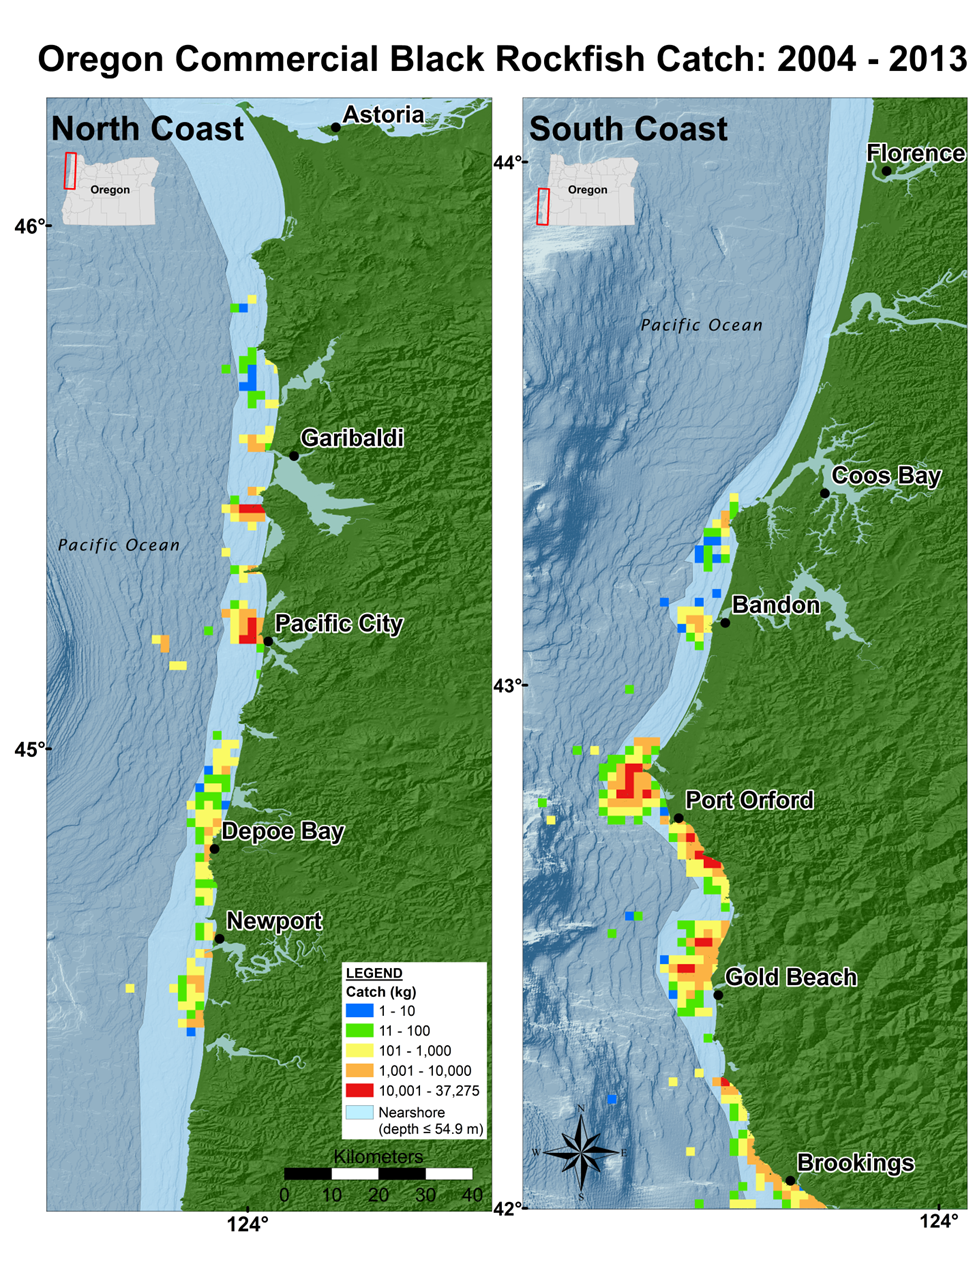 Oregon Commercial Black Rockfish Catch: 2004 - 2013
North Coast
Oregon
Astoria
46°
Garibaldi
Pacific Ocean
Pacific City
45°
Depoe Bay
Newport
LEGEND
Catch (kg)
1 - 10
11 - 100
101 - 1,000
1,001 - 10,000
10,001 - 37,275
Nearshore
(depth ≤ 54.9 m)
Kilometers
0 10 20 30 40
124°
South Coast
Oregon
44°
Florence
Pacific Ocean
Coos Bay
Bandon
43°
Port Orford
Gold Beach
N
W E
S
Brookings
42°
124°